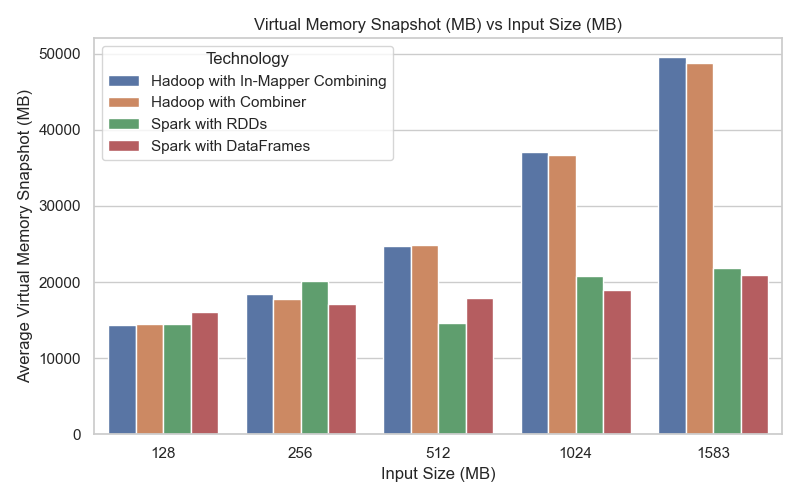 Virtual Memory Snapshot (MB) vs Input Size (MB)
Technology
Hadoop with In-Mapper Combining
Hadoop with Combiner
Spark with RDDs
Spark with DataFrames
Average Virtual Memory Snapshot (MB)
50000
40000
30000
20000
10000
0
128
256
512
1024
1583
Input Size (MB)